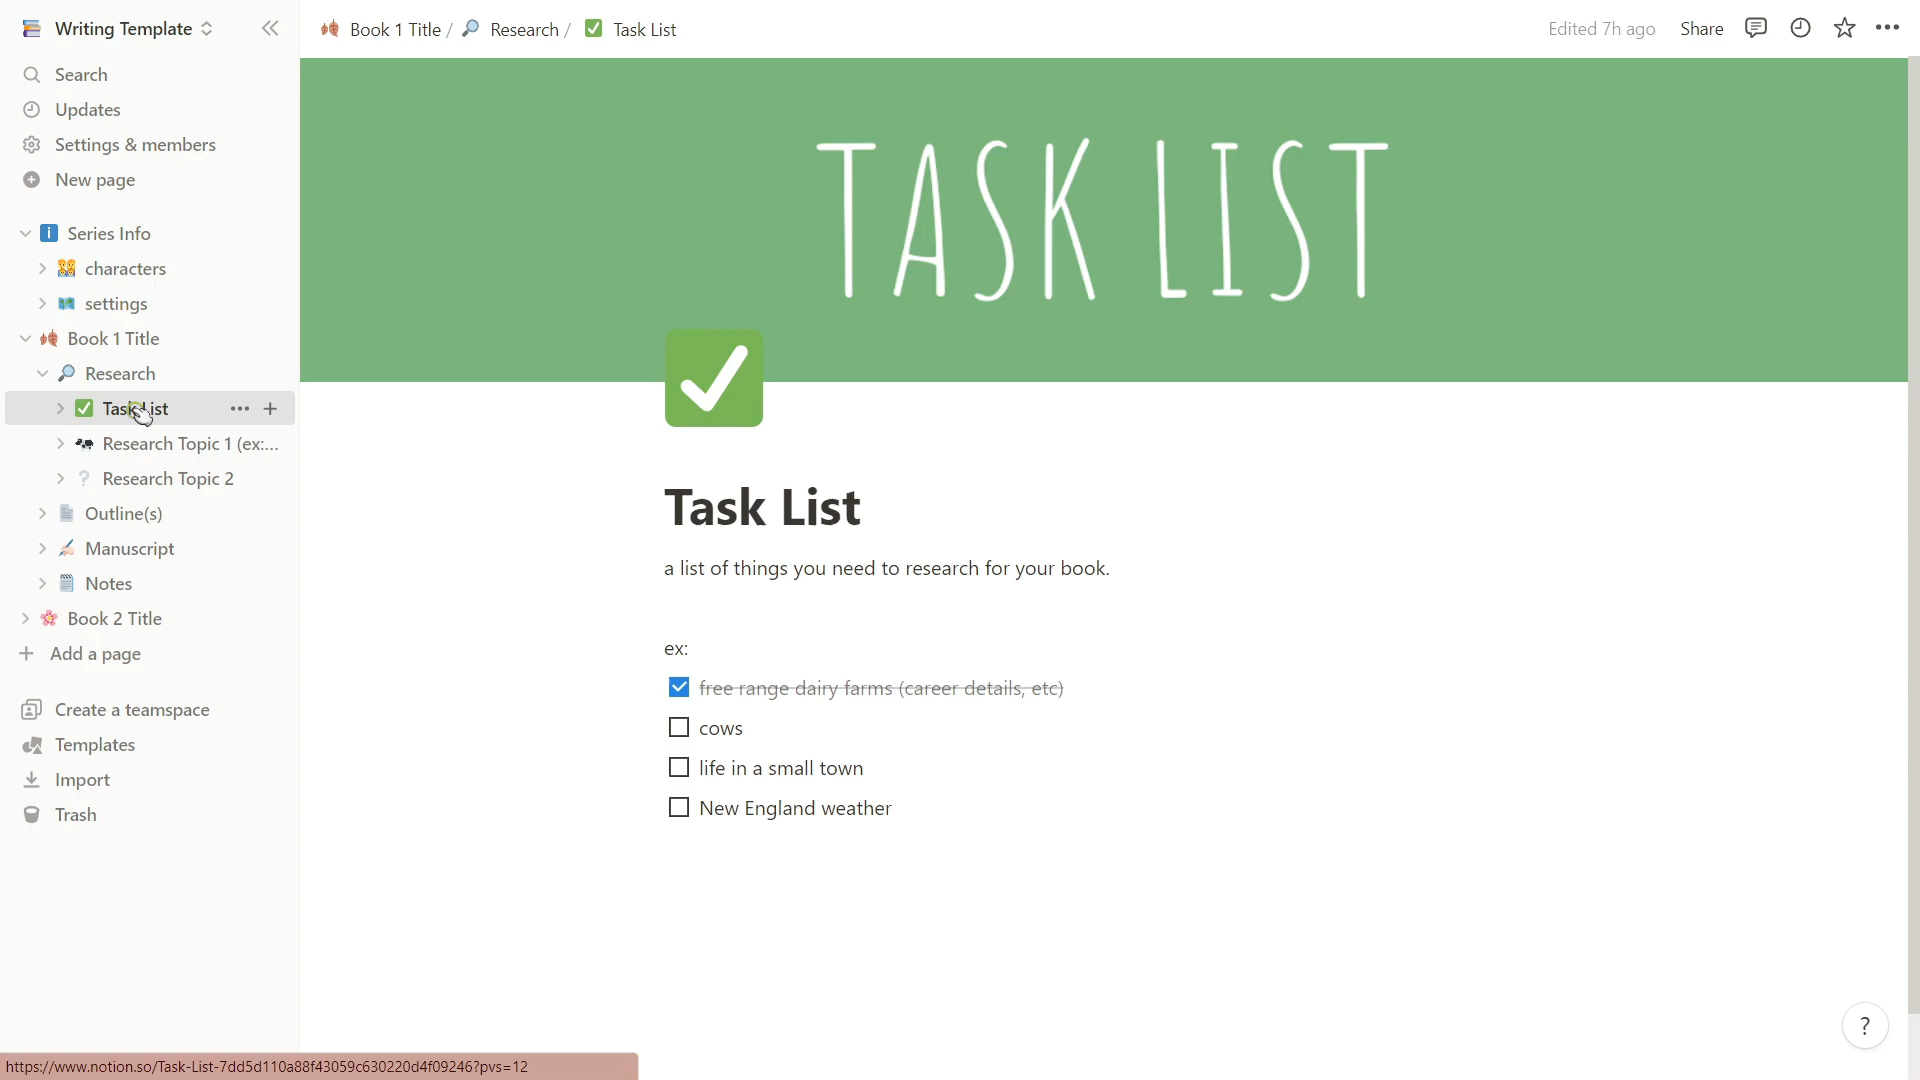 Writing Template
Search
Updates
Settings & members
New page
Series Info
characters
settings
Book 1 Title
Research
Task List
Research Topic 1 (ex:...
Research Topic 2
Outline(s)
Manuscript
Notes
Book 2 Title
Add a page
Create a teamspace
Templates
Import
Trash
https://www.notion.so/Task-List-7dd5d110a88f43059c630220d4f09246?pvs=12
Book 1 Title / Research / Task List
Edited 7h ago Share
TASK LIST
Task List
a list of things you need to research for your book.
ex:
free range dairy farms (career details, etc)
cows
life in a small town
New England weather
?